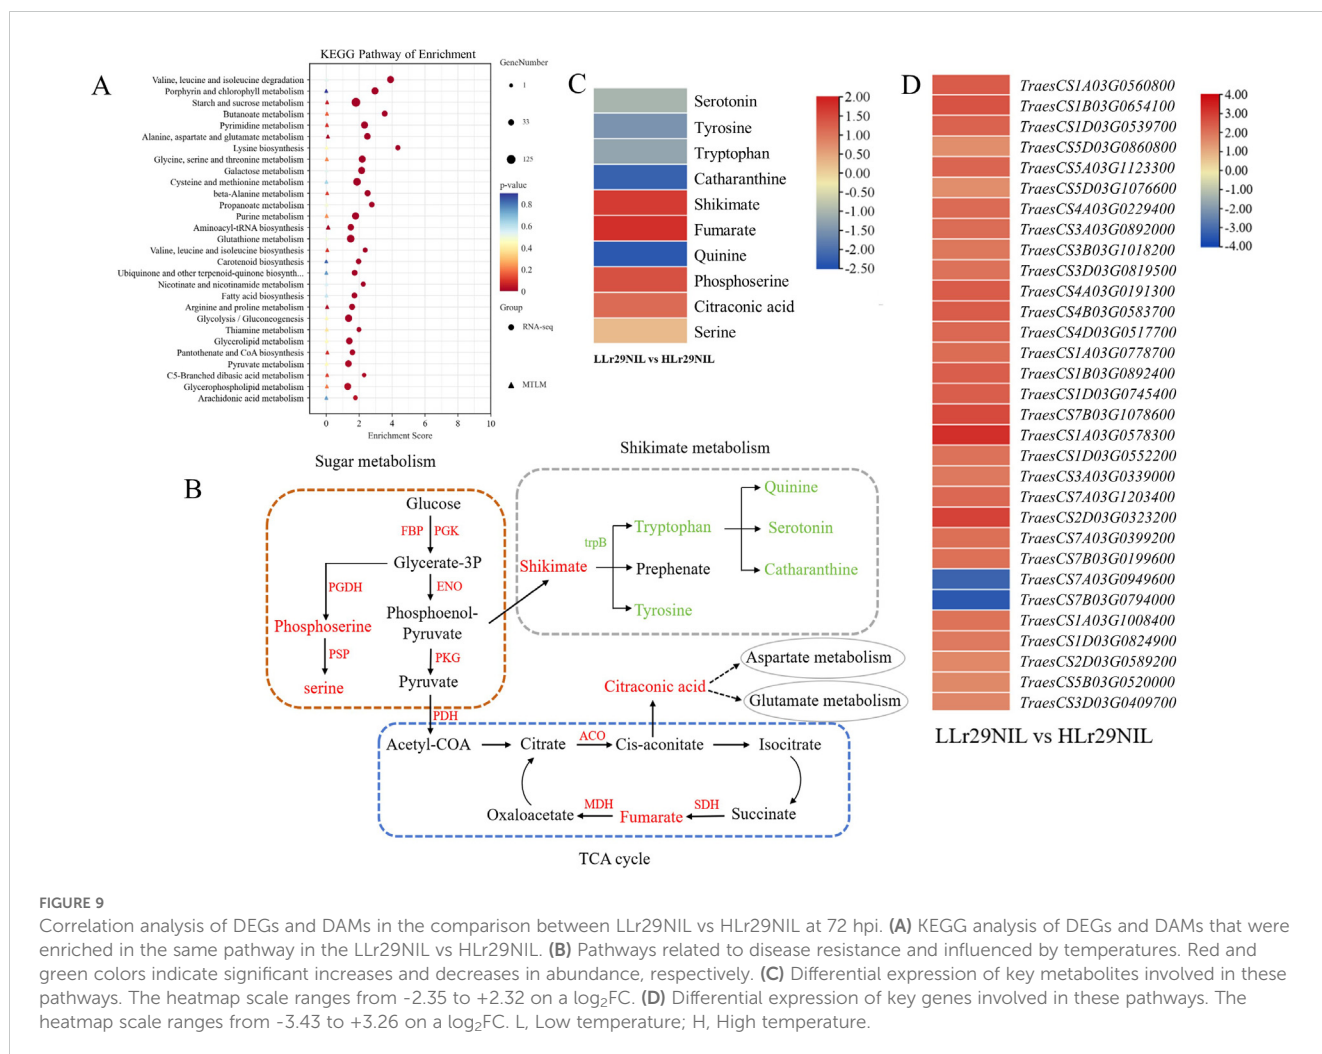 A
KEGG Pathway of Enrichment
Valine, leucine and isoleucine degradation
Porphyrin and chlorophyll metabolism
Starch and sucrose metabolism
Butanoate metabolism
Pyrimidine metabolism
Alanine, aspartate and glutamate metabolism
Lysine biosynthesis
Glycine, serine and threonine metabolism
Galactose metabolism
Cysteine and methionine metabolism
beta-Alanine metabolism
Propanoate metabolism
Purine metabolism
Aminoacyl-tRNA biosynthesis
Glutathione metabolism
Valine, leucine and isoleucine biosynthesis
Carotenoid biosynthesis
Ubiquinone and other terpenoid-quinone biosynth...
Nicotinate and nicotinamide metabolism
Fatty acid biosynthesis
Arginine and proline metabolism
Glycolysis / Gluconeogenesis
Thiamine metabolism
Glycerolipid metabolism
Pantothenate and CoA biosynthesis
Pyruvate metabolism
C5-Branched dibasic acid metabolism
Glycerophospholipid metabolism
Arachidonic acid metabolism
0 2 4 6 8 10
Enrichment Score
GeneNumber
1
33
125
p-value
0.8
0.6
0.4
0.2
0
Group
RNA-seq
MTLM
C
Serotonin
Tyrosine
Tryptophan
Catharanthine
Shikimate
Fumarate
Quinine
Phosphoserine
Citraconic acid
Serine
LLr29NIL vs HLr29NIL
2.00
1.50
1.00
0.50
0.00
-0.50
-1.00
-1.50
-2.00
-2.50
D
TraesCS1A03G0560800
TraesCS1B03G0654100
TraesCS1D03G0539700
TraesCS5D03G0860800
TraesCS5A03G1123300
TraesCS5D03G1076600
TraesCS4A03G0229400
TraesCS3A03G0892000
TraesCS3B03G1018200
TraesCS3D03G0819500
TraesCS4A03G0191300
TraesCS4B03G0583700
TraesCS4D03G0517700
TraesCS1A03G0778700
TraesCS1B03G0892400
TraesCS1D03G0745400
TraesCS7B03G1078600
TraesCS1A03G0578300
TraesCS1D03G0552200
TraesCS3A03G0339000
TraesCS7A03G1203400
TraesCS2D03G0323200
TraesCS7A03G0399200
TraesCS7B03G0199600
TraesCS7A03G0949600
TraesCS7B03G0794000
TraesCS1A03G1008400
TraesCS1D03G0824900
TraesCS2D03G0589200
TraesCS5B03G0520000
TraesCS3D03G0409700
LLr29NIL vs HLr29NIL
4.00
3.00
2.00
1.00
0.00
-1.00
-2.00
-3.00
-4.00
B
Sugar metabolism
Glucose
FBP PGK
Glycerate-3P
PGDH
ENO
Phosphoserine
Phosphoenol-
Pyruvate
PSP
PKG
serine
Pyruvate
PDH
Shikimate metabolism
Shikimate
trpB
Tryptophan
Prephenate
Tyrosine
Quinine
Serotonin
Catharanthine
Citraconic acid
Aspartate metabolism
Glutamate metabolism
Acetyl-COA
Citrate
ACO
Cis-aconitate
Isocitrate
Oxaloacetate
MDH
Fumarate
SDH
Succinate
TCA cycle
FIGURE 9
Correlation analysis of DEGs and DAMs in the comparison between LLr29NIL vs HLr29NIL at 72 hpi. (A) KEGG analysis of DEGs and DAMs that were
enriched in the same pathway in the LLr29NIL vs HLr29NIL. (B) Pathways related to disease resistance and influenced by temperatures. Red and
green colors indicate significant increases and decreases in abundance, respectively. (C) Differential expression of key metabolites involved in these
pathways. The heatmap scale ranges from -2.35 to +2.32 on a log₂FC. (D) Differential expression of key genes involved in these pathways. The
heatmap scale ranges from -3.43 to +3.26 on a log₂FC. L, Low temperature; H, High temperature.